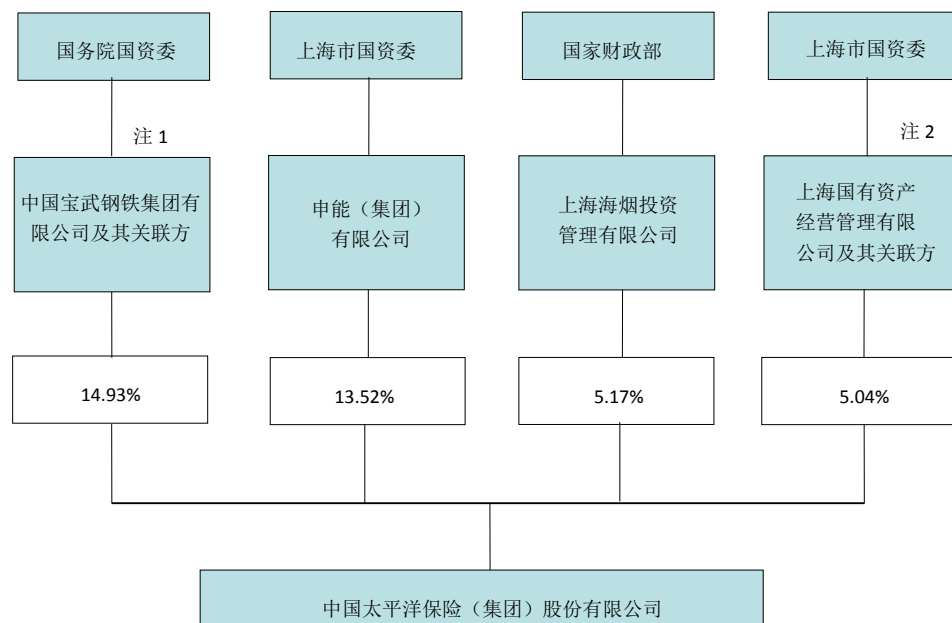 国务院国资委
上海市国资委
国家财政部
上海市国资委
注 1
注 2
中国宝武钢铁集团有
限公司及其关联方
申能（集团）
有限公司
上海海烟投资
管理有限公司
上海国有资产
经营管理有限
公司及其关联方
14.93%
13.52%
5.17%
5.04%
中国太平洋保险（集团）股份有限公司